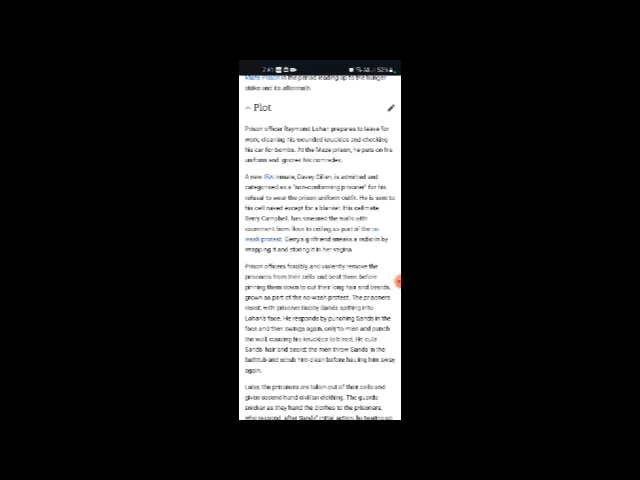 7:41
Maze Prison in the period leading up to the hunger
strike and its aftermath.
Plot
Prison officer Raymond Lohan prepares to leave for
work, cleaning his wounded knuckles and checking
his car for bombs. At the Maze prison, he puts on his
uniform and ignores his comrades.
A new IRA inmate, Davey Gillen, is admitted and
categorised as a "non-conforming prisoner" for his
refusal to wear the prison uniform outfit. He is sent to
his cell naked except for a blanket. His cellmate,
Gerry Campbell, has smeared the walls with
excrement from floor to ceiling as part of the no
wash protest. Gerry's girlfriend sneaks a radio in by
wrapping it and storing it in her vagina.
Prison officers forcibly and violently remove the
prisoners from their cells and beat them before
pinning them down to cut their long hair and beards,
grown as part of the no-wash protest. The prisoners
resist, with prisoner Bobby Sands spitting into
Lohan's face. He responds by punching Sands in the
face and then swings again, only to miss and punch
the wall, causing his knuckles to bleed. He cuts
Sands' hair and beard; the men throw Sands in the
bathtub and scrub him clean before hauling him away
again.
Later, the prisoners are taken out of their cells and
given second-hand civilian clothing. The guards
snicker as they hand the clothes to the prisoners,
who respond, after Sands' initial action, by tearing up